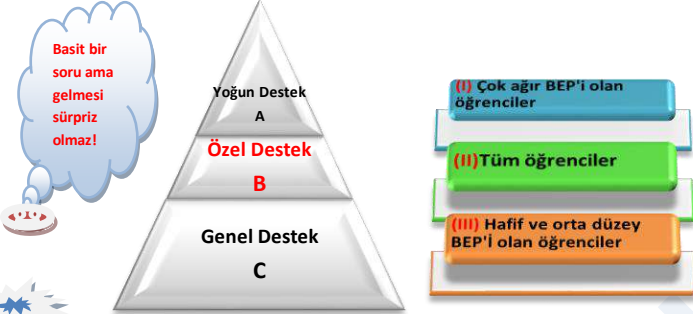 Basit bir
soru ama
gelmesi
sürpriz
olmaz!
Yoğun Destek
A
Özel Destek
B
Genel Destek
C
(I) Çok ağır BEP'i olan
öğrenciler
(II)Tüm öğrenciler
(III) Hafif ve orta düzey
BEP'İ olan öğrenciler